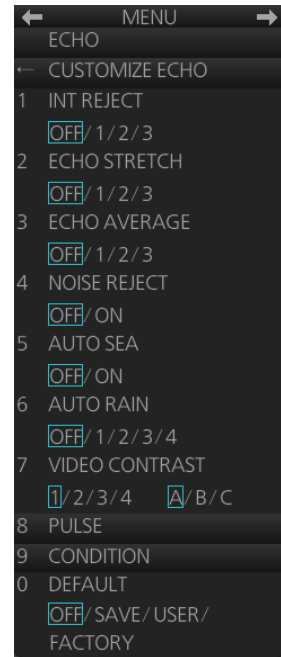 ← MENU →
ECHO
← CUSTOMIZE ECHO
1 INT REJECT
OFF/1/2/3
2 ECHO STRETCH
OFF/1/2/3
3 ECHO AVERAGE
OFF/1/2/3
4 NOISE REJECT
OFF/ON
5 AUTO SEA
OFF/ON
6 AUTO RAIN
OFF/1/2/3/4
7 VIDEO CONTRAST
1/2/3/4 A/B/C
8 PULSE
9 CONDITION
0 DEFAULT
OFF/SAVE/USER/
FACTORY